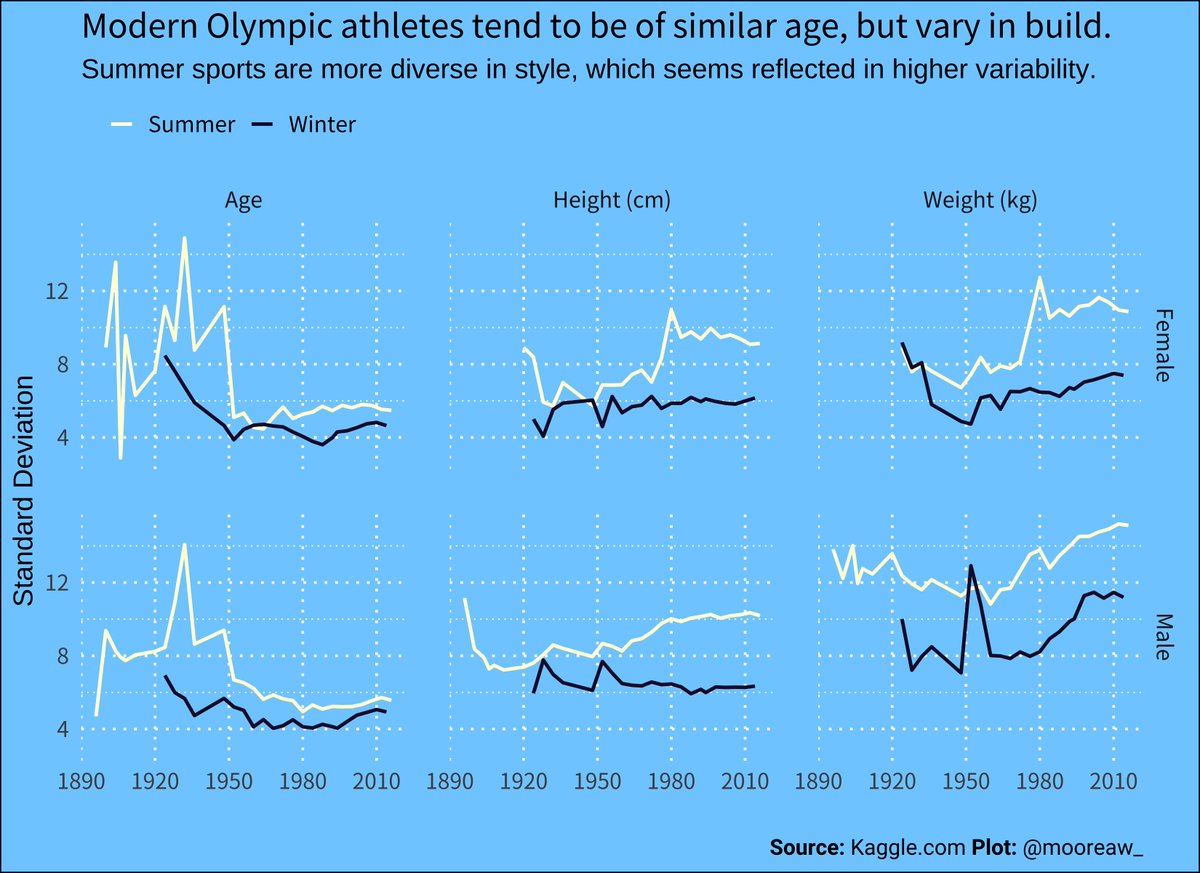 Modern Olympic athletes tend to be of similar age, but vary in build.
Summer sports are more diverse in style, which seems reflected in higher variability.
Summer Winter
Age Height (cm) Weight (kg)
12
8
4
Female
Standard Deviation
12
8
4
Male
1890 1920 1950 1980 2010 1890 1920 1950 1980 2010 1890 1920 1950 1980 2010
Source: Kaggle.com Plot: @mooreaw_